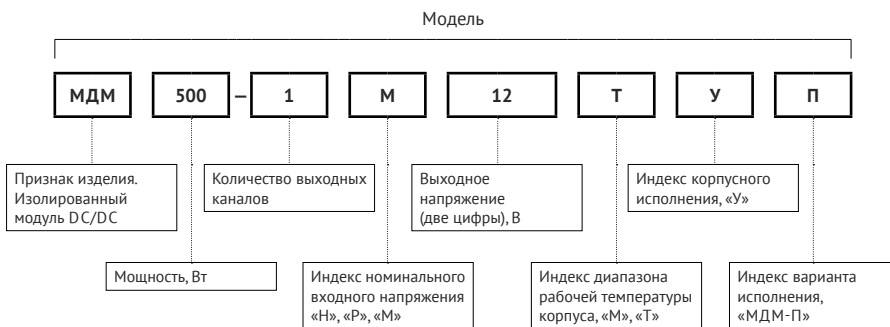 Модель
МДМ 500 – 1 М 12 Т У П
Признак изделия.
Изолированный
модуль DC/DC
Количество выходных
каналов
Выходное
напряжение
(две цифры), В
Индекс корпусного
исполнения, «У»
Мощность, Вт
Индекс номинального
входного напряжения
«Н», «Р», «М»
Индекс диапазона
рабочей температуры
корпуса, «М», «Т»
Индекс варианта
исполнения,
«МДМ-П»